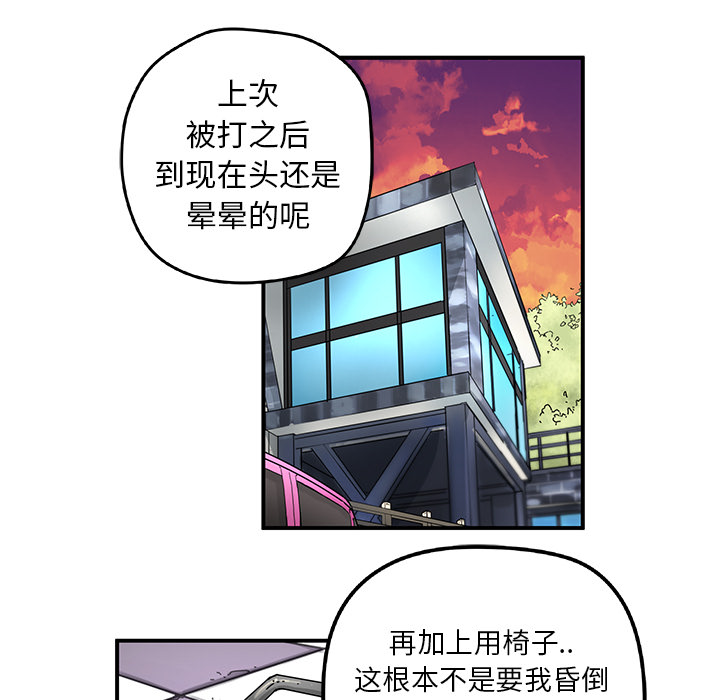 上次
被打之后
到现在头还是
晕晕的呢
再加上用椅子..
这根本不是要我昏倒